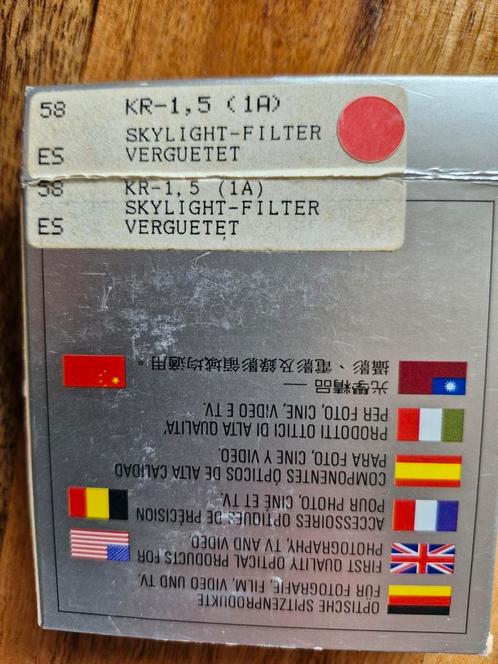 58 KR-1,5 (1A)
SKYLIGHT-FILTER
ES VERGUETET
58 KR-1,5 (1A)
SKYLIGHT-FILTER
ES VERGUETET
OPTISCHE SPITZENPRODUKTE
FÜR FOTOGRAFIE, FILM, VIDEO UND TV.
FIRST QUALITY OPTICAL PRODUCTS FOR
PHOTOGRAPHY, TV AND VIDEO.
ACCESSOIRES OPTIQUES DE PRÉCISION
POUR PHOTO, CINÉ ET TV.
COMPONENTES ÓPTICOS DE ALTA CALIDAD
PARA FOTO, CINE Y VIDEO.
PRODOTTI OTTICI DI ALTA QUALITA'
PER FOTO, CINE, VIDEO E TV.
光學精品 —
攝影、電影及錄影領域均適用。